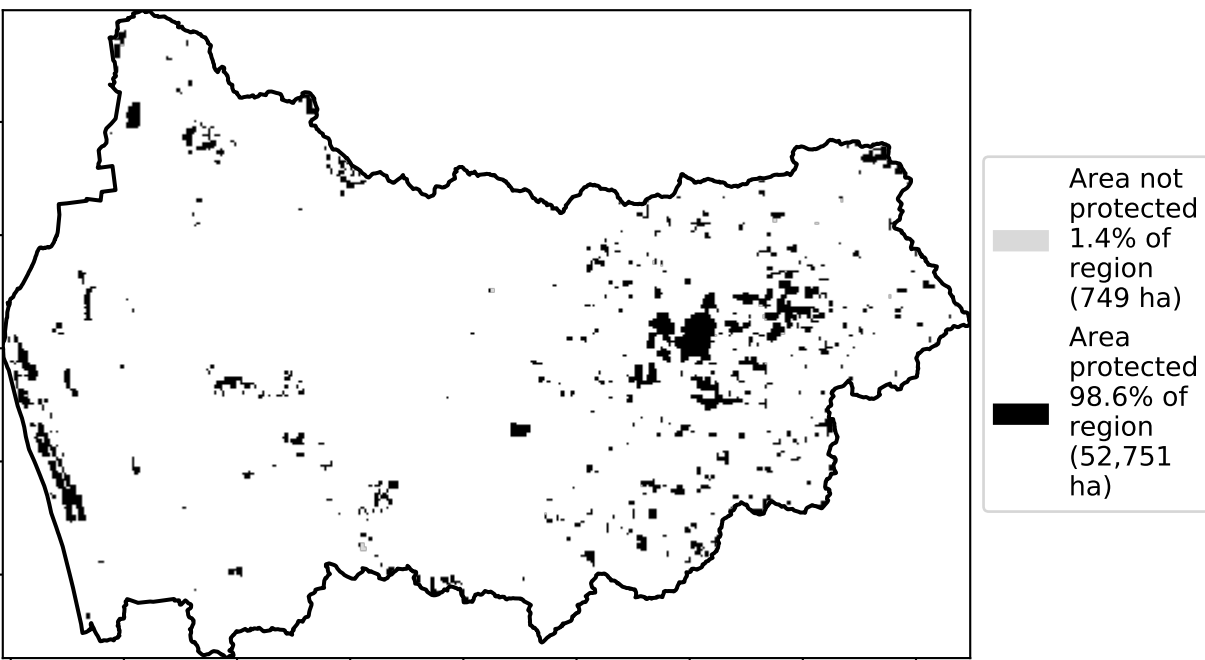 Area not
protected
1.4% of
region
(749 ha)
Area
protected
98.6% of
region
(52,751
ha)